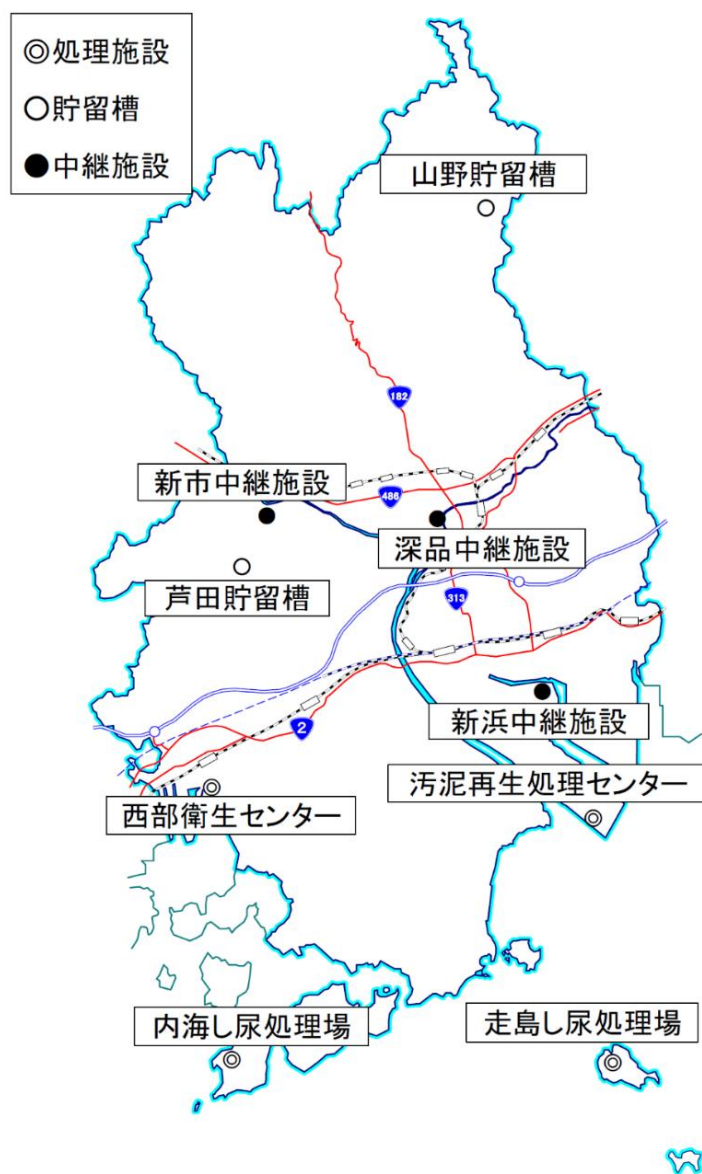 ◎処理施設
○貯留槽
●中継施設
山野貯留槽
182
新市中継施設
486
深品中継施設
芦田貯留槽
313
新浜中継施設
2
汚泥再生処理センター
西部衛生センター
内海し尿処理場
走島し尿処理場